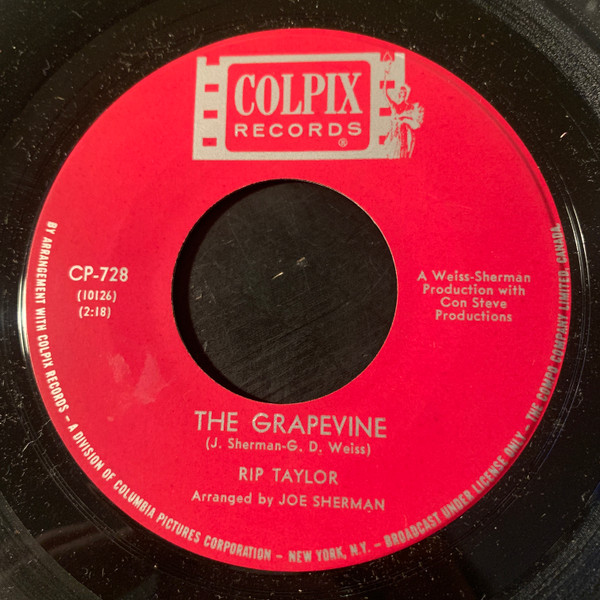 COLPIX
RECORDS
®
CP-728
(10126)
(2:18)
A Weiss-Sherman
Production with
Con Steve
Productions
THE GRAPEVINE
(J. Sherman-G. D. Weiss)
RIP TAYLOR
Arranged by JOE SHERMAN
BY ARRANGEMENT WITH COLPIX RECORDS – A DIVISION OF COLUMBIA PICTURES CORPORATION – NEW YORK, N.Y. – BROADCAST UNDER LICENSE ONLY – THE COMPO COMPANY LIMITED, CANADA.